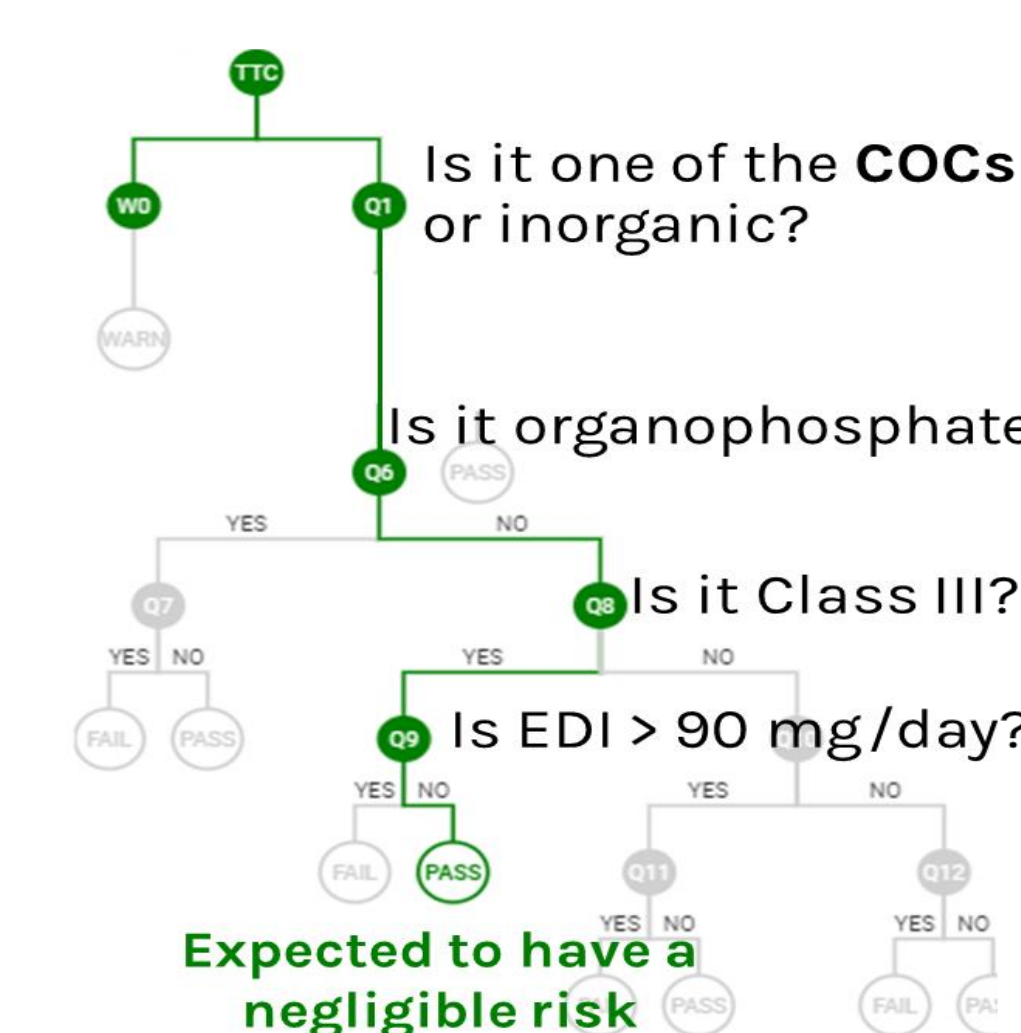 TTC
Is it one of the COCs
W0 Q1
or inorganic?
WARN
Is it organophosphate
Q6 PASS
YES NO
Q7 Q8 Is it Class III?
YES NO YES NO
FAIL PASS Q9 Is EDI > 90 mg/day?
YES NO YES NO
FAIL PASS Q11 Q12
YES NO YES NO
Expected to have a
negligible risk PASS FAIL